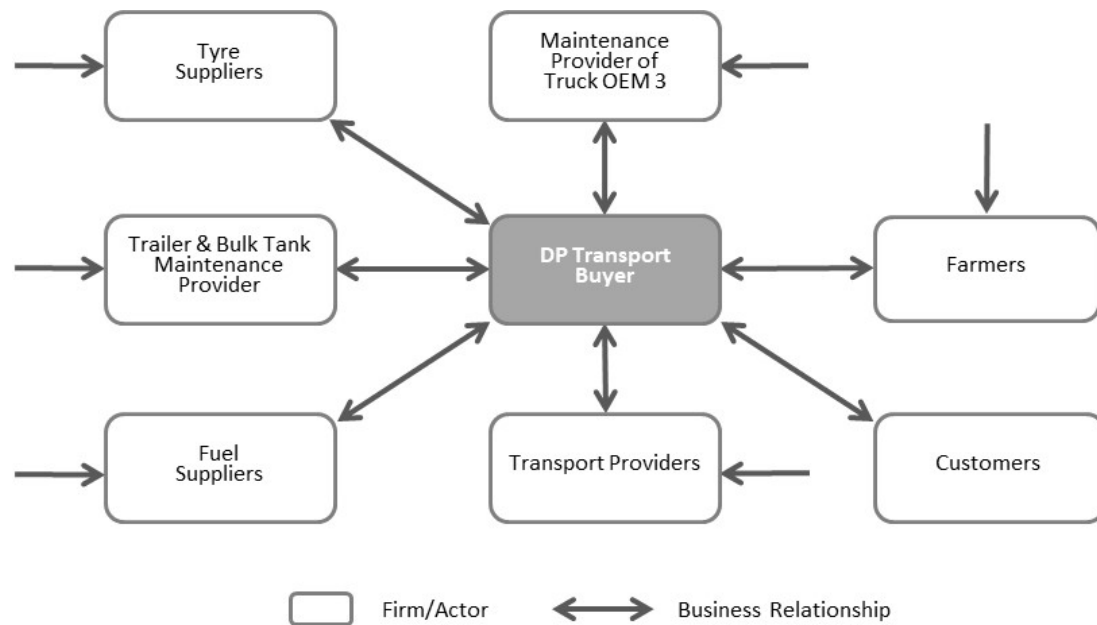 Tyre
Suppliers
Maintenance
Provider of
Truck OEM 3
Trailer & Bulk Tank
Maintenance
Provider
DP Transport
Buyer
Farmers
Fuel
Suppliers
Transport Providers
Customers
Firm/Actor
Business Relationship